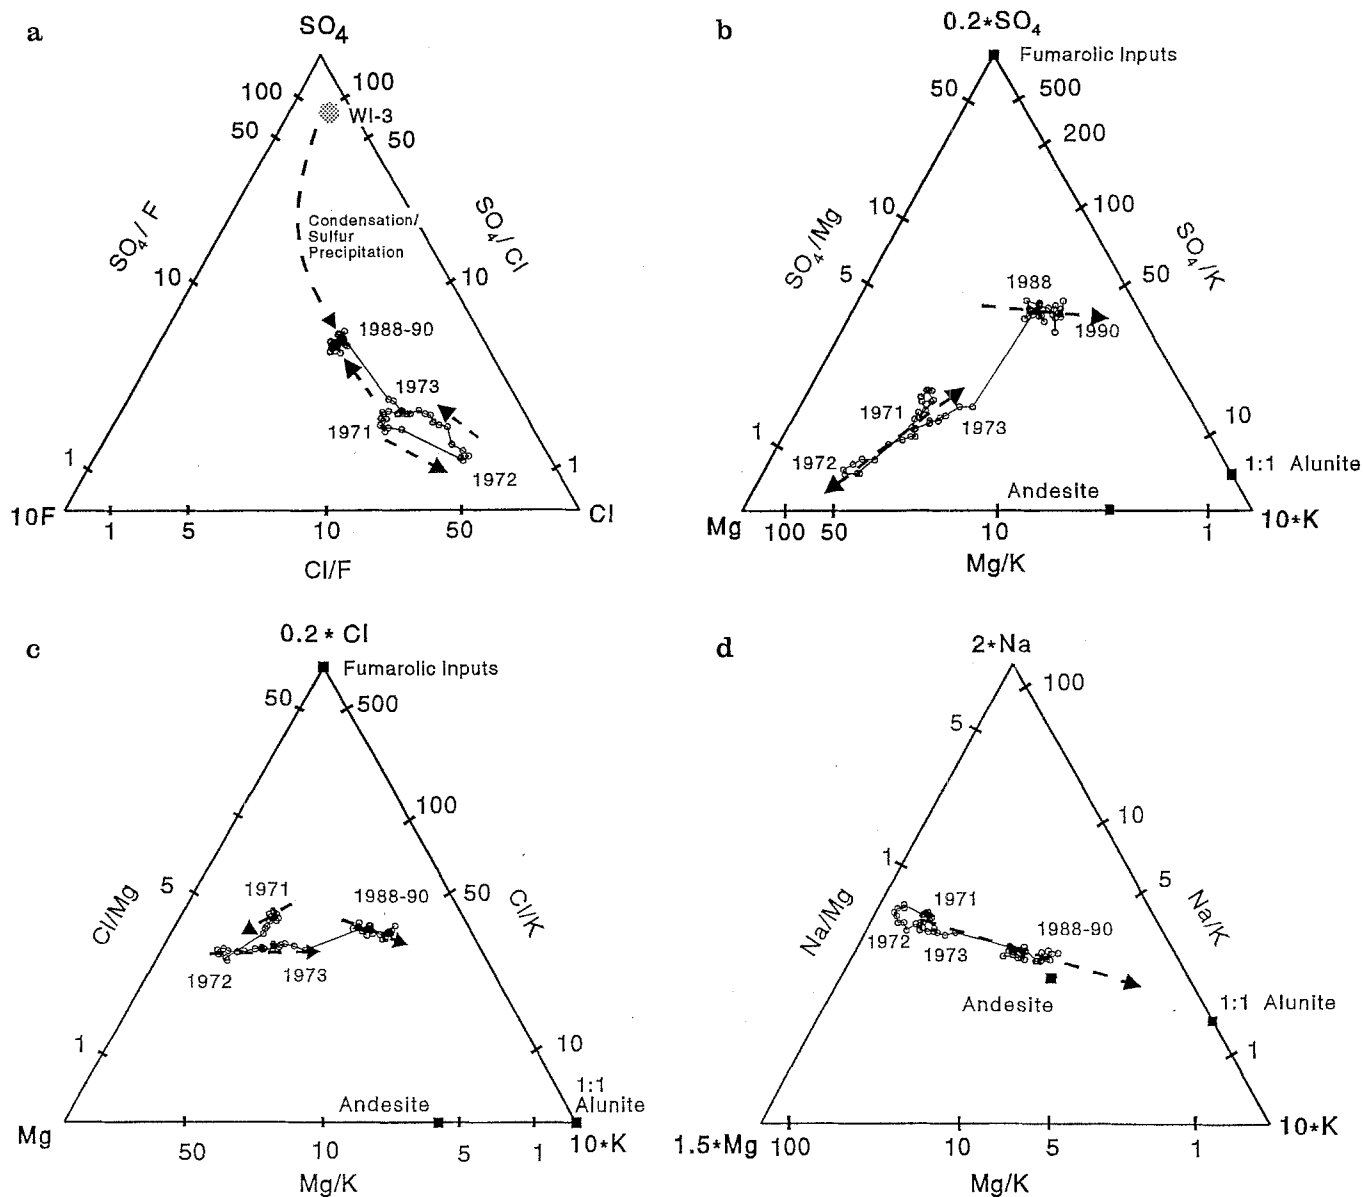 a
SO4
100
100
WI-3
50
50
SO4/F
SO4/Cl
Condensation/
Sulfur
Precipitation
10
10
1988-90
1973
1971
1972
1
1
10F
Cl
1
5
10
50
Cl/F
b
0.2*SO4
Fumarolic Inputs
50
500
200
10
100
SO4/Mg
SO4/K
5
50
1988
1990
1971
1973
10
1
1972
1:1 Alunite
Andesite
Mg
10*K
100
50
10
1
Mg/K
c
0.2*Cl
Fumarolic Inputs
50
500
100
5
50
Cl/Mg
Cl/K
1971
1988-90
1972
1973
1
10
1:1
Alunite
Andesite
Mg
10*K
50
10
5
1
Mg/K
d
2*Na
100
5
10
1
5
Na/Mg
Na/K
1971
1972
1973
1988-90
Andesite
1:1 Alunite
1
1.5*Mg
10*K
100
10
5
1
Mg/K